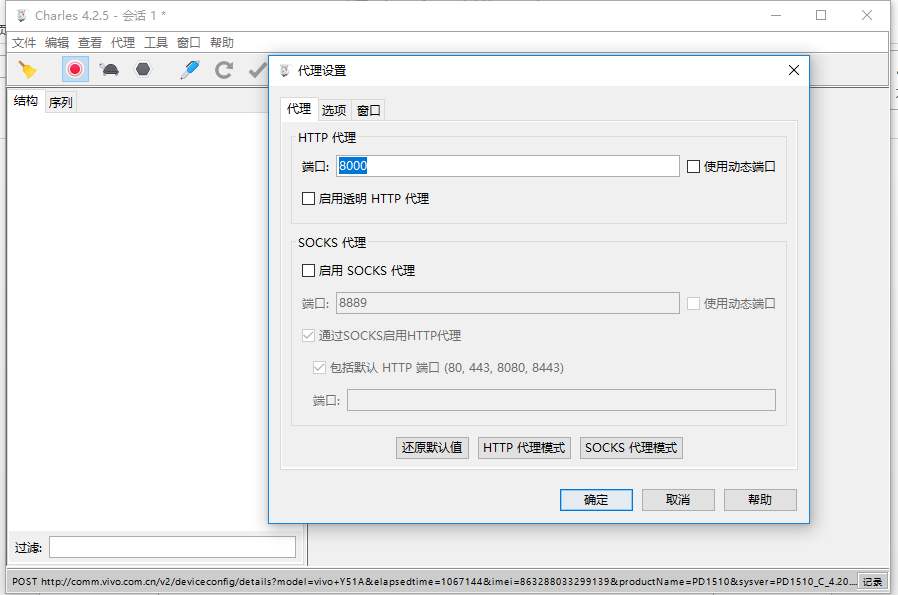 Charles 4.2.5 - 会话 1 *
文件 编辑 查看 代理 工具 窗口 帮助
结构 序列
代理设置
代理 选项 窗口
HTTP 代理
端口: 8000 使用动态端口
启用透明 HTTP 代理
SOCKS 代理
启用 SOCKS 代理
端口: 8889 使用动态端口
通过SOCKS启用HTTP代理
包括默认 HTTP 端口 (80, 443, 8080, 8443)
端口:
还原默认值 HTTP 代理模式 SOCKS 代理模式
确定 取消 帮助
过滤:
POST http://comm.vivo.com.cn/v2/deviceconfig/details?model=vivo+Y51A&elapsedtime=1067144&imei=863288033299139&productName=PD1510&sysver=PD1510_C_4.20... 记录